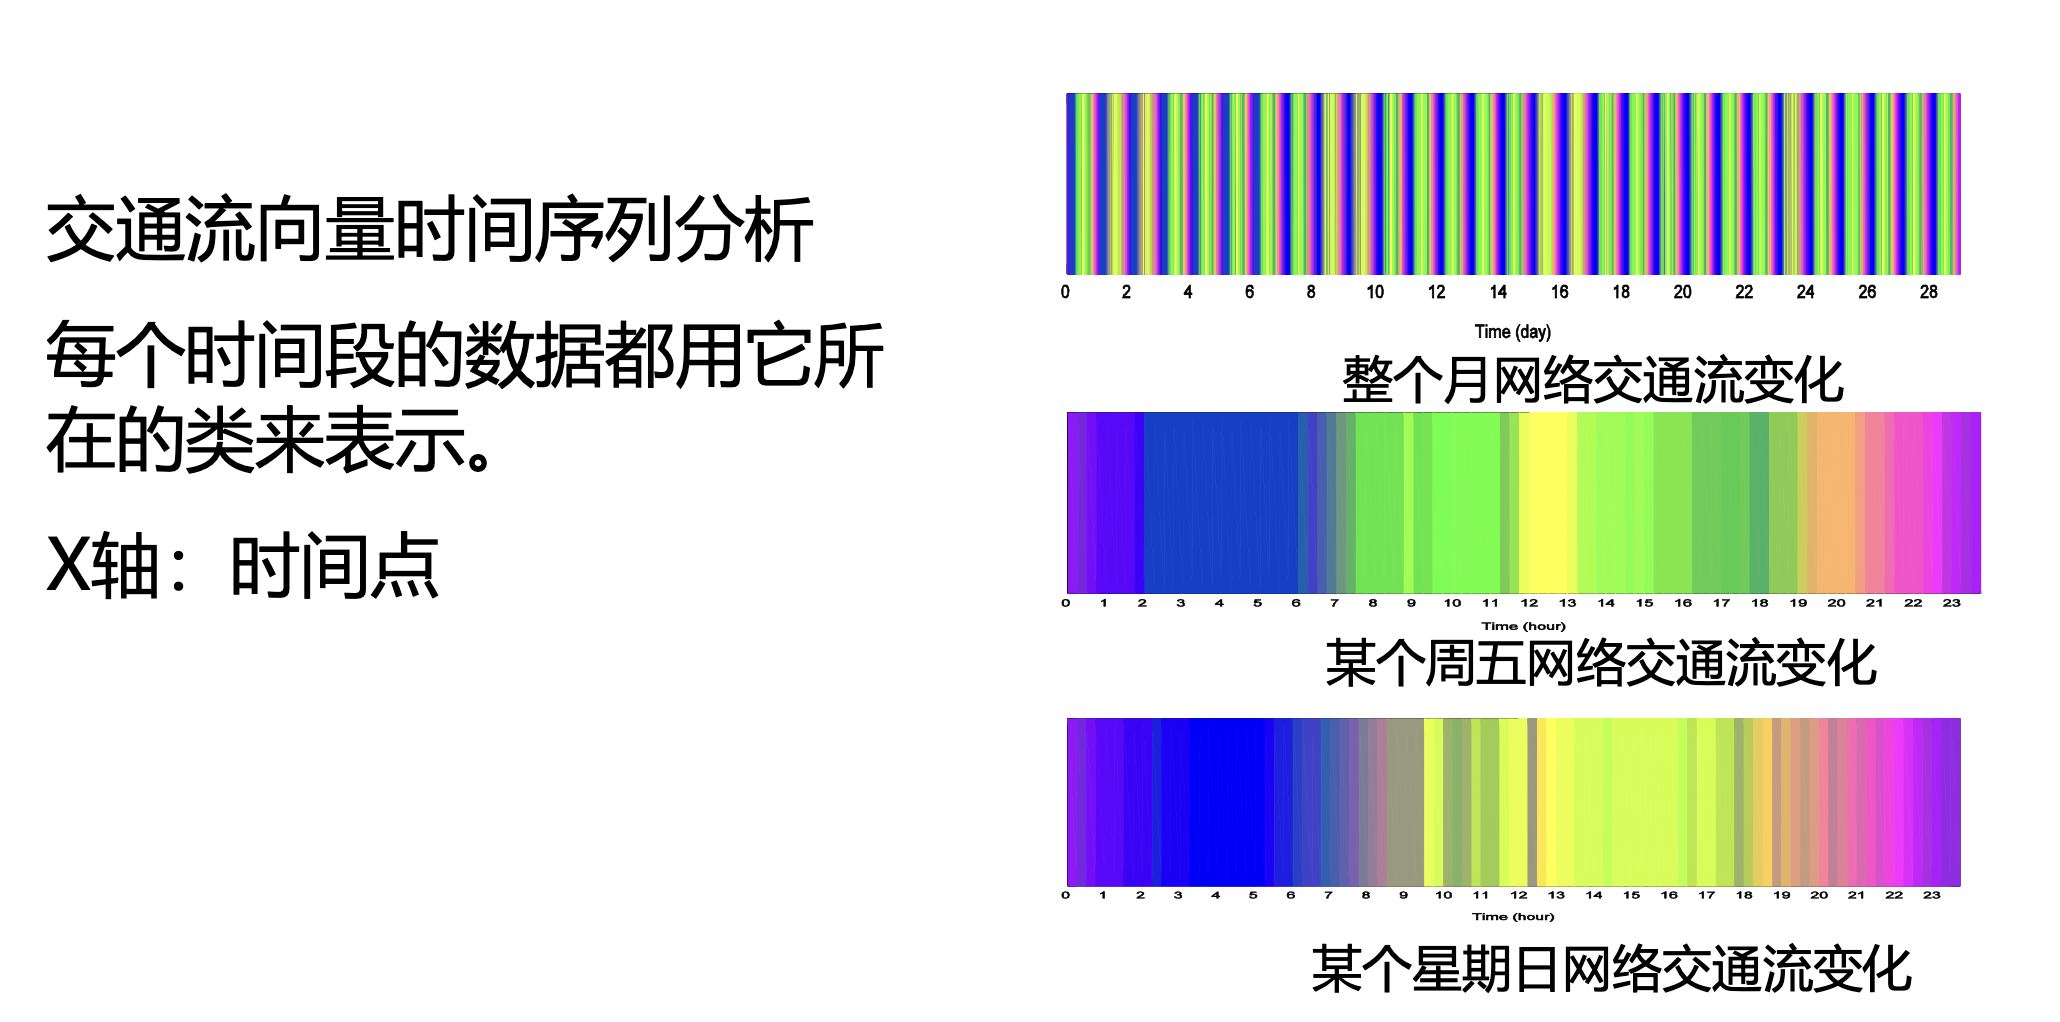 交通流向量时间序列分析
每个时间段的数据都用它所
在的类来表示。
X轴：时间点
0 2 4 6 8 10 12 14 16 18 20 22 24 26 28
Time (day)
整个月网络交通流变化
0 1 2 3 4 5 6 7 8 9 10 11 12 13 14 15 16 17 18 19 20 21 22 23
Time (hour)
某个周五网络交通流变化
0 1 2 3 4 5 6 7 8 9 10 11 12 13 14 15 16 17 18 19 20 21 22 23
Time (hour)
某个星期日网络交通流变化